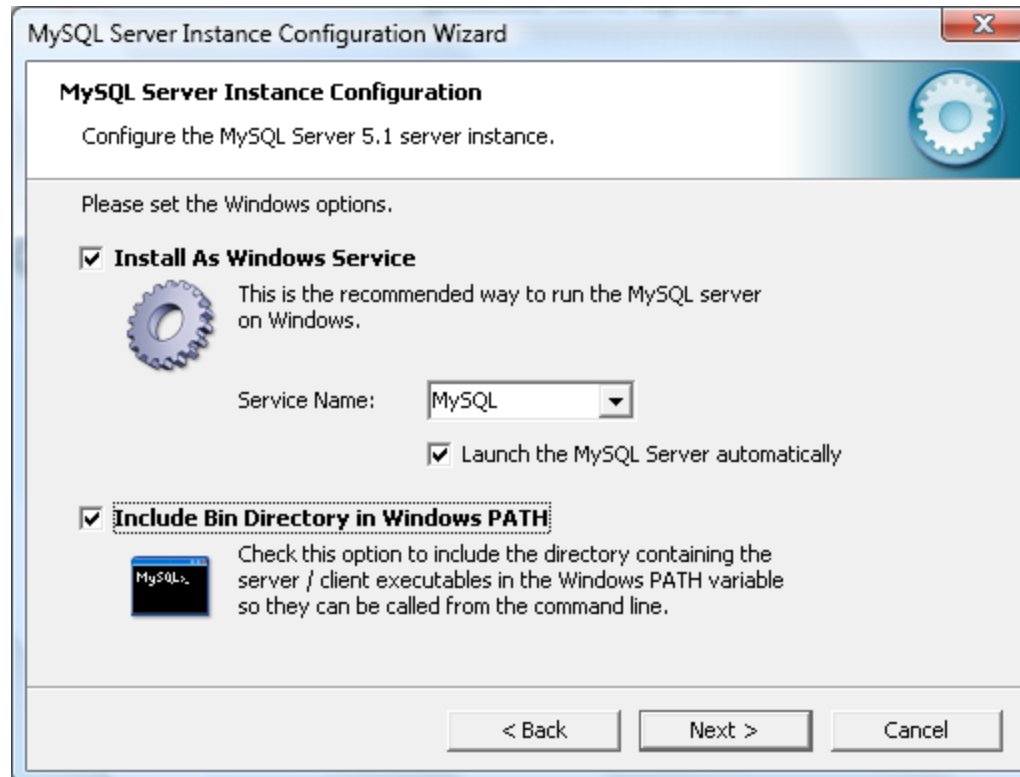 MySQL Server Instance Configuration Wizard
MySQL Server Instance Configuration
Configure the MySQL Server 5.1 server instance.
Please set the Windows options.
Install As Windows Service
This is the recommended way to run the MySQL server
on Windows.
Service Name: MySQL
Launch the MySQL Server automatically
Include Bin Directory in Windows PATH
Check this option to include the directory containing the
server / client executables in the Windows PATH variable
so they can be called from the command line.
MySQL>_
< Back Next > Cancel